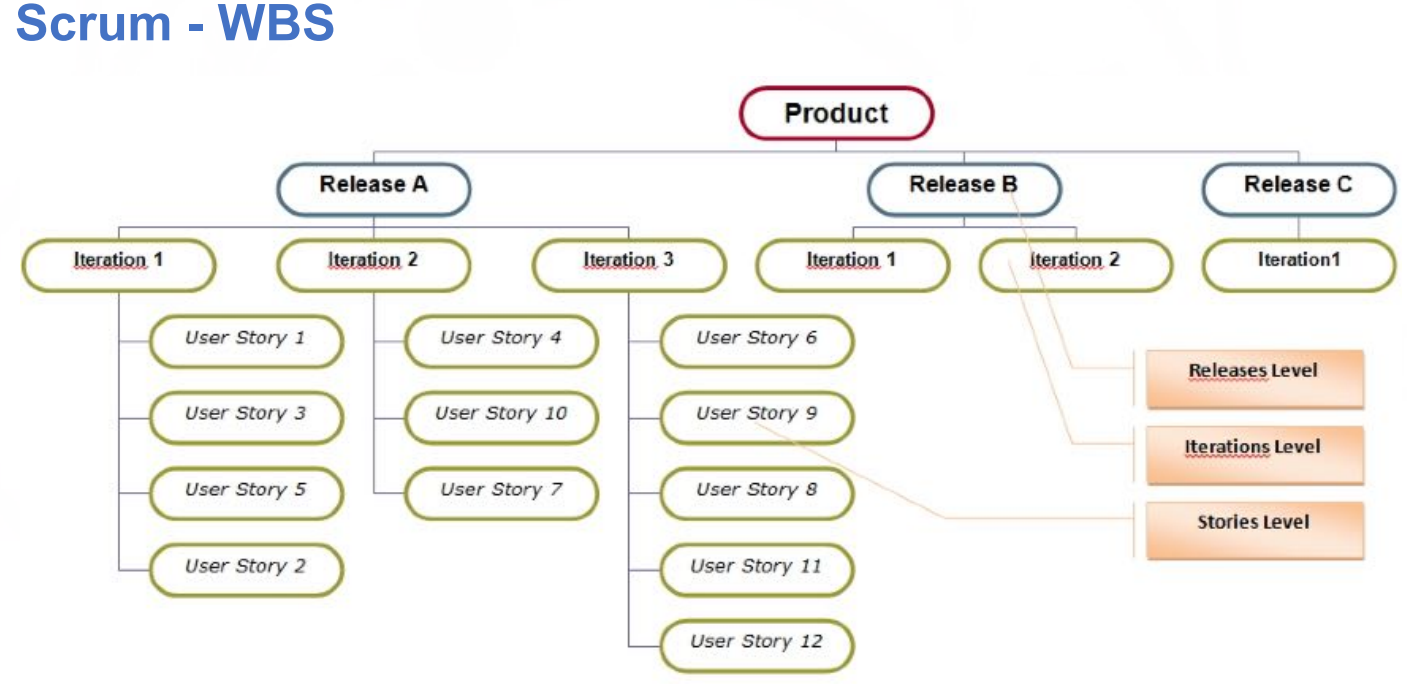 Scrum - WBS
Product
Release A
Release B
Release C
Iteration 1
Iteration 2
Iteration 3
Iteration 1
Iteration 2
Iteration1
User Story 1
User Story 4
User Story 6
User Story 3
User Story 10
User Story 9
User Story 5
User Story 7
User Story 8
User Story 2
User Story 11
User Story 12
Releases Level
Iterations Level
Stories Level